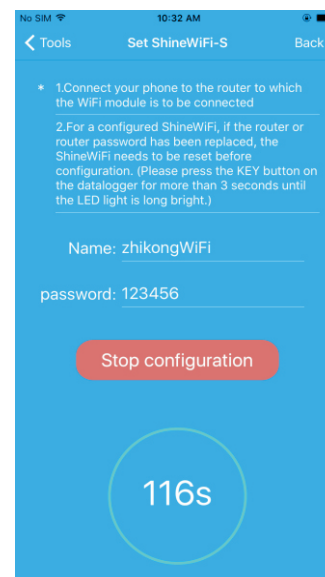 No SIM 10:32 AM
Tools Set ShineWiFi-S Back
* 1.Connect your phone to the router to which
the WiFi module is to be connected
2.For a configured ShineWiFi, if the router or
router password has been replaced, the
ShineWiFi needs to be reset before
configuration. (Please press the KEY button on
the datalogger for more than 3 seconds until
the LED light is long bright.)
Name: zhikongWiFi
password: 123456
Stop configuration
116s